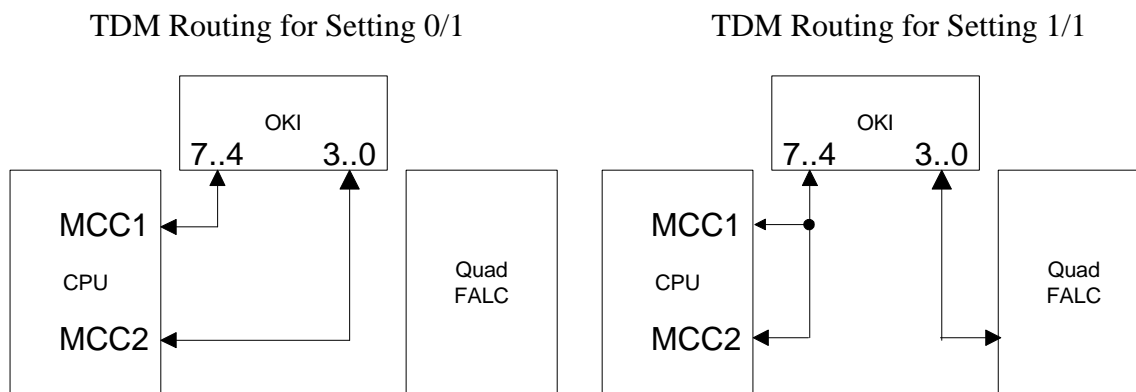 TDM Routing for Setting 0/1
OKI
7..4 3..0
MCC1
CPU
MCC2
Quad
FALC
TDM Routing for Setting 1/1
OKI
7..4 3..0
MCC1
CPU
MCC2
Quad
FALC